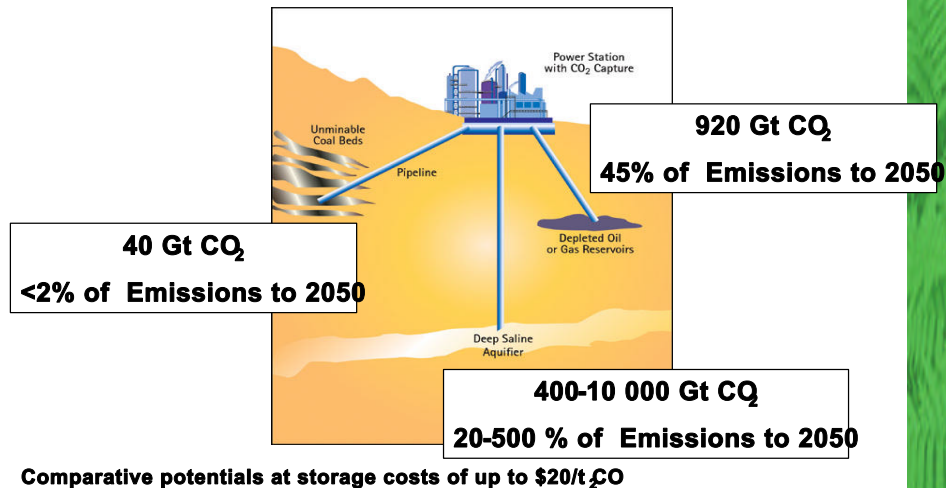 Power Station
with CO₂ Capture
920 Gt CO₂
45% of Emissions to 2050
Unminable
Coal Beds
Pipeline
40 Gt CO₂
<2% of Emissions to 2050
Depleted Oil
or Gas Reservoirs
Deep Saline
Aquifier
400-10 000 Gt CO₂
20-500 % of Emissions to 2050
Comparative potentials at storage costs of up to $20/t ₂CO